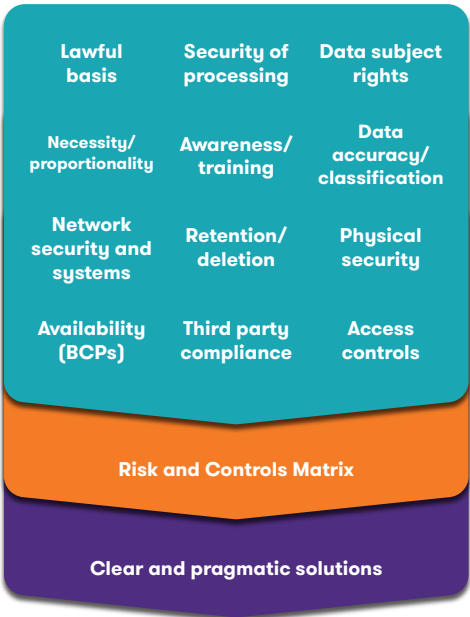 Lawful
basis
Security of
processing
Data subject
rights
Necessity/
proportionality
Awareness/
training
Data
accuracy/
classification
Network
security and
systems
Retention/
deletion
Physical
security
Availability
(BCPs)
Third party
compliance
Access
controls
Risk and Controls Matrix
Clear and pragmatic solutions